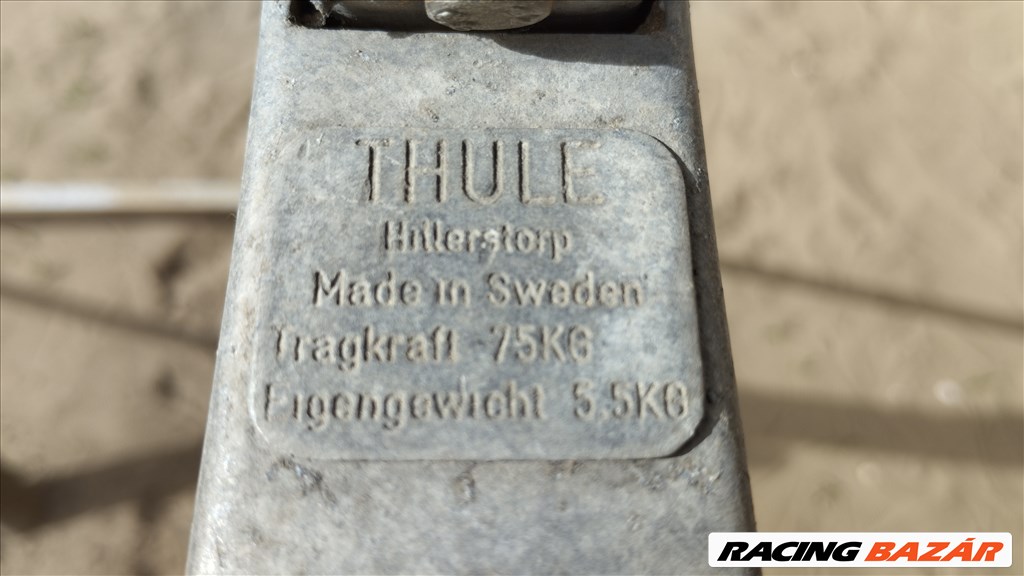 THULE
Hillerstorp
Made in Sweden
Tragkraft 75KG
Eigengewicht 5.5KG
RACING BAZÁR